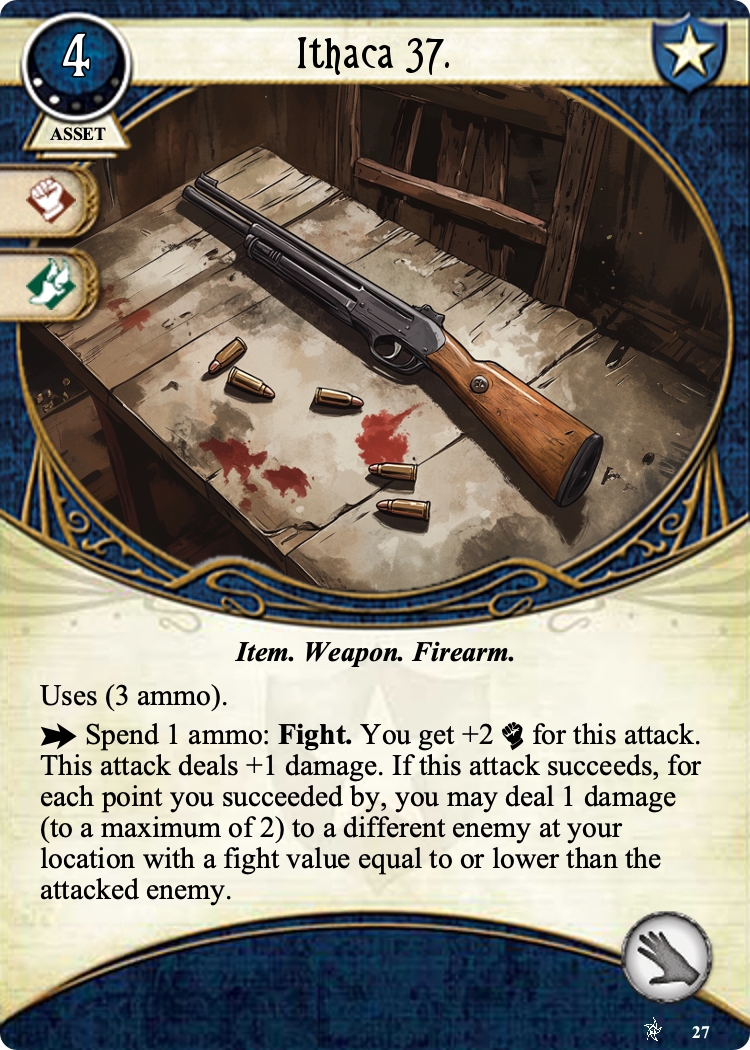 4
Ithaca 37.
ASSET
Item. Weapon. Firearm.
Uses (3 ammo).
Spend 1 ammo: Fight. You get +2 for this attack.
This attack deals +1 damage. If this attack succeeds, for
each point you succeeded by, you may deal 1 damage
(to a maximum of 2) to a different enemy at your
location with a fight value equal to or lower than the
attacked enemy.
27